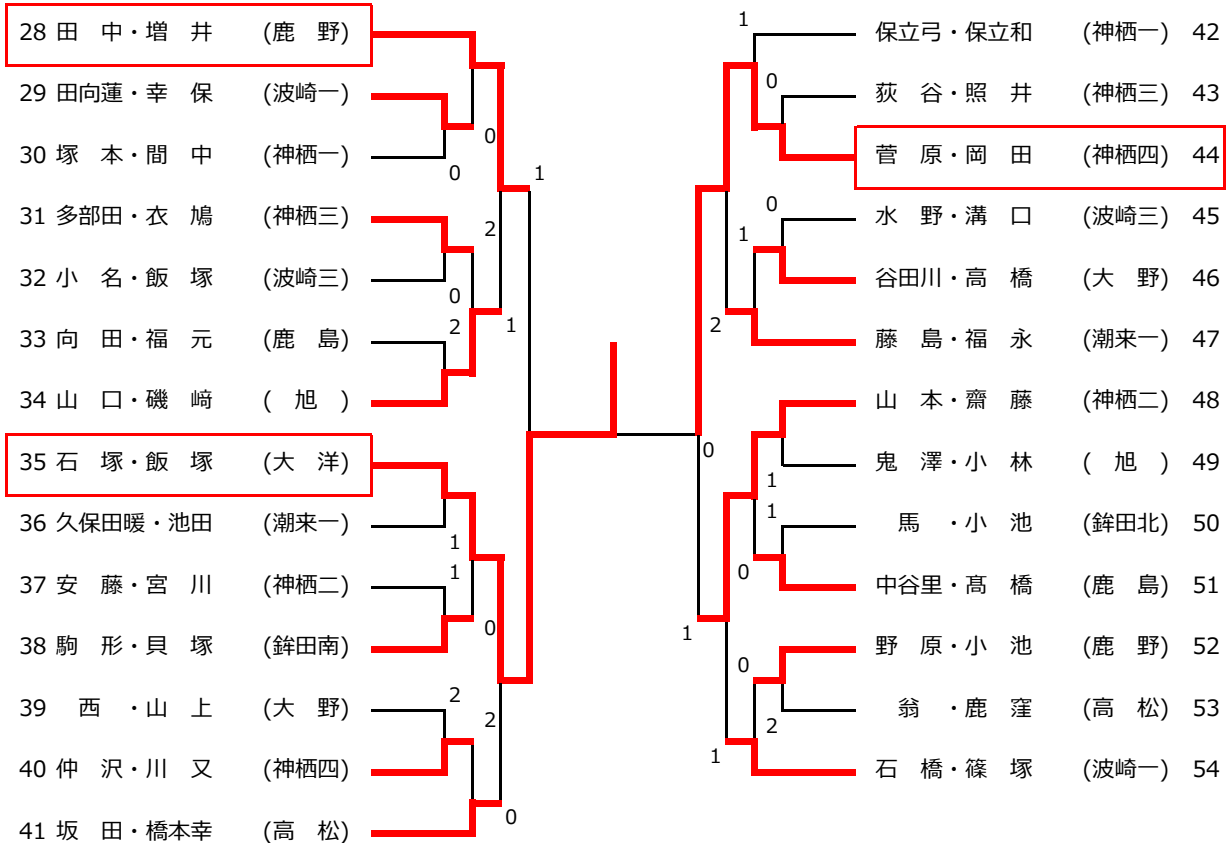 28 田　中・増　井　(鹿　野)
29 田向蓮・幸　保　(波崎一)
30 塚　本・間　中　(神栖一)
31 多部田・衣　鳩　(神栖三)
32 小　名・飯　塚　(波崎三)
33 向　田・福　元　(鹿　島)
34 山　口・磯　﨑　(　旭　)
35 石　塚・飯　塚　(大　洋)
36 久保田暖・池田　(潮来一)
37 安　藤・宮　川　(神栖二)
38 駒　形・貝　塚　(鉾田南)
39 　西　・山　上　(大　野)
40 仲　沢・川　又　(神栖四)
41 坂　田・橋本幸　(高　松)
0
0
1
2
0
2
1
1
1
0
2
2
0
1
0
0
1
2
0
1
1
0
1
0
2
1
保立弓・保立和　(神栖一)　42
荻　谷・照　井　(神栖三)　43
菅　原・岡　田　(神栖四)　44
水　野・溝　口　(波崎三)　45
谷田川・高　橋　(大　野)　46
藤　島・福　永　(潮来一)　47
山　本・齋　藤　(神栖二)　48
鬼　澤・小　林　(　旭　)　49
　馬　・小　池　(鉾田北)　50
中谷里・髙　橋　(鹿　島)　51
野　原・小　池　(鹿　野)　52
　翁　・鹿　窪　(高　松)　53
石　橋・篠　塚　(波崎一)　54